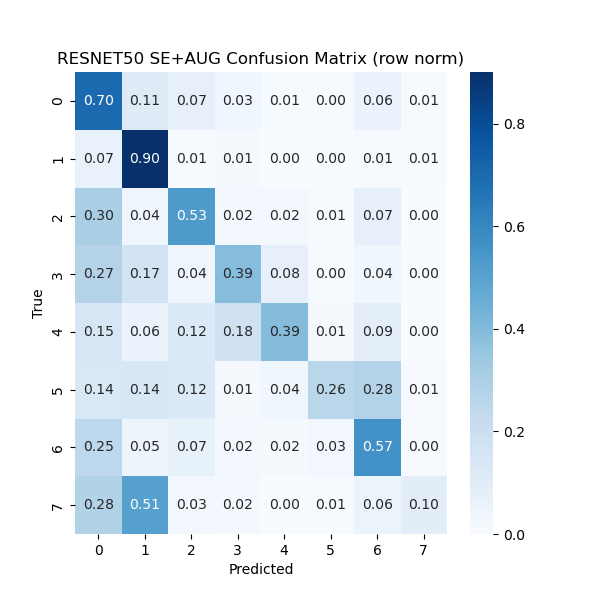 RESNET50 SE+AUG Confusion Matrix (row norm)
0 0.70 0.11 0.07 0.03 0.01 0.00 0.06 0.01
1 0.07 0.90 0.01 0.01 0.00 0.00 0.01 0.01
2 0.30 0.04 0.53 0.02 0.02 0.01 0.07 0.00
3 0.27 0.17 0.04 0.39 0.08 0.00 0.04 0.00
4 0.15 0.06 0.12 0.18 0.39 0.01 0.09 0.00
5 0.14 0.14 0.12 0.01 0.04 0.26 0.28 0.01
6 0.25 0.05 0.07 0.02 0.02 0.03 0.57 0.00
7 0.28 0.51 0.03 0.02 0.00 0.01 0.06 0.10
0 1 2 3 4 5 6 7
Predicted
True
0.8
0.6
0.4
0.2
0.0